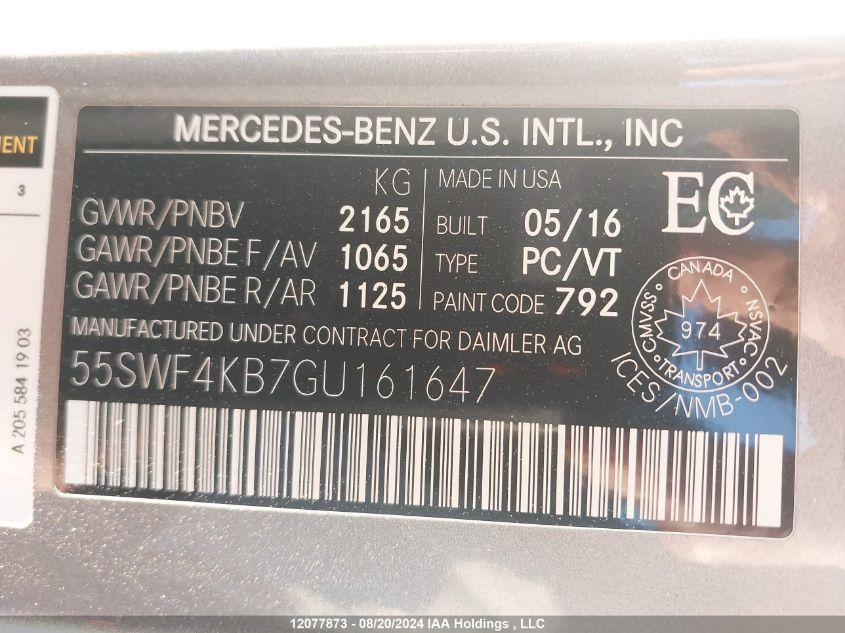 MERCEDES-BENZ U.S. INTL., INC
KG
GVWR/PNBV 2165
GAWR/PNBE F/AV 1065
GAWR/PNBE R/AR 1125
MADE IN USA
BUILT 05/16
TYPE PC/VT
PAINT CODE 792
EC
MANUFACTURED UNDER CONTRACT FOR DAIMLER AG
55SWF4KB7GU161647
CANADA
CMVSS 974 NSVAC
TRANSPORT
ICES/NMB-002
MENT
3
A 205 584 19 03
12077873 - 08/20/2024 IAA Holdings , LLC